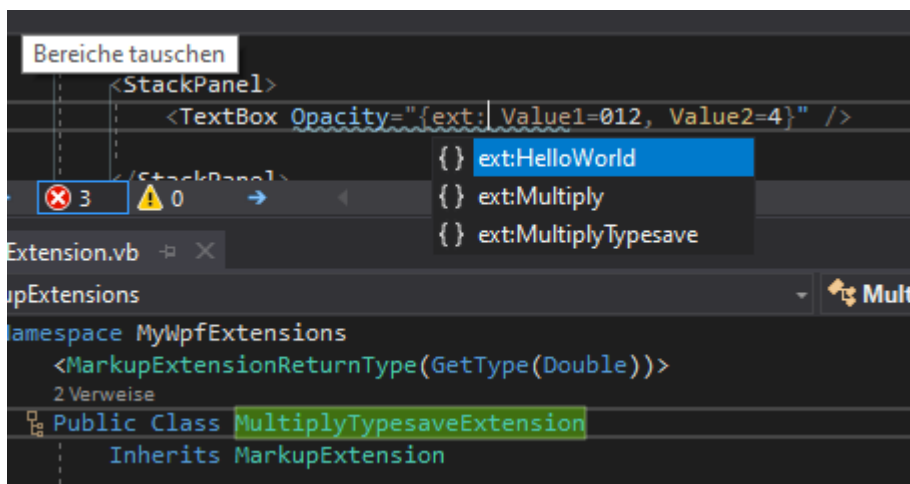 Bereiche tauschen
<StackPanel>
<TextBox Opacity="{ext: Value1=012, Value2=4}" />
{ } ext:HelloWorld
</StackPanel>
3 0
{ } ext:Multiply
{ } ext:MultiplyTypesave
Extension.vb
upExtensions
Mult
Namespace MyWpfExtensions
<MarkupExtensionReturnType(GetType(Double))>
2 Verweise
Public Class MultiplyTypesaveExtension
Inherits MarkupExtension